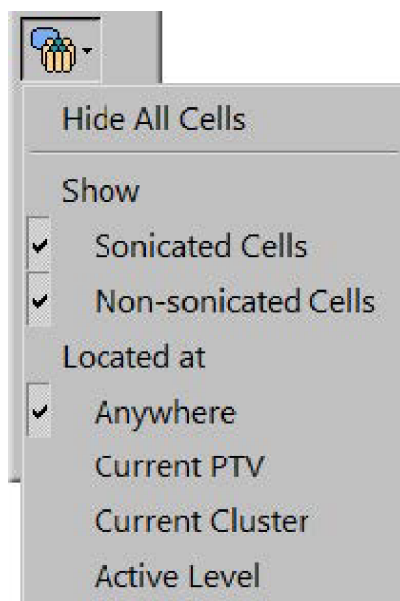 Hide All Cells
Show
Sonicated Cells
Non-sonicated Cells
Located at
Anywhere
Current PTV
Current Cluster
Active Level